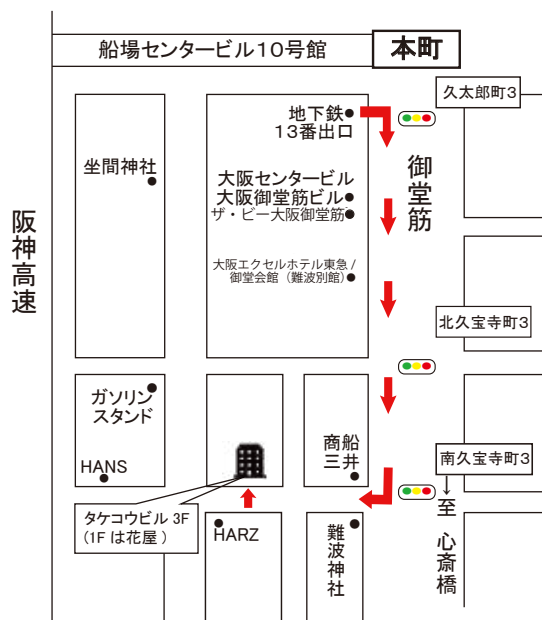 船場センタービル10号館
本町
久太郎町3
地下鉄
13番出口
坐間神社
大阪センタービル
大阪御堂筋ビル
ザ・ビー大阪御堂筋
御堂筋
阪神高速
大阪エクセルホテル東急/
御堂会館（難波別館）
北久宝寺町3
ガソリン
スタンド
HANS
商船
三井
南久宝寺町3
タケコウビル 3F
(1F は花屋 )
HARZ
難波神社
至 心斎橋